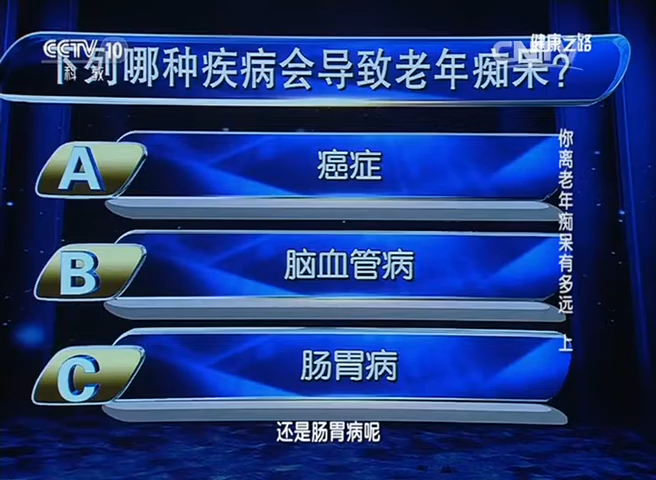 CCTV 10
科教
健康之路
下列哪种疾病会导致老年痴呆?
A 癌症
B 脑血管病
C 肠胃病
你离老年痴呆有多远 上
还是肠胃病呢